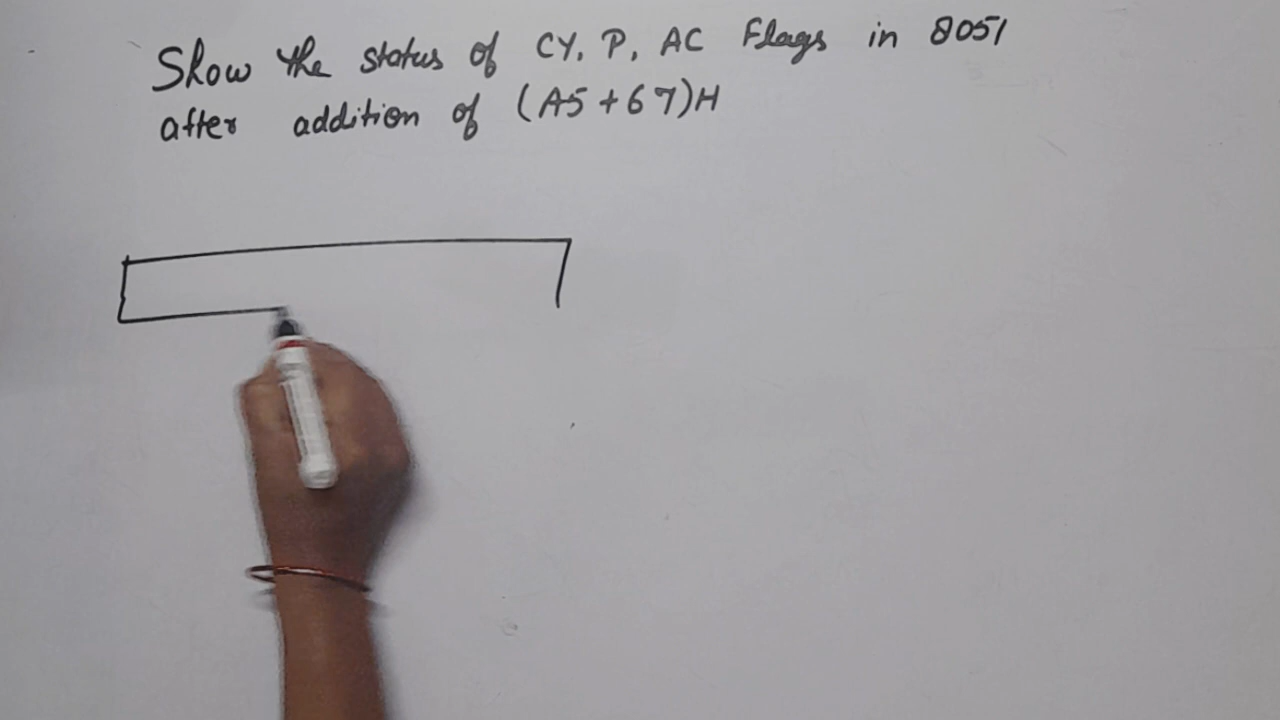 Show the status of CY, P, AC Flags in 8051
after addition of (A5+67)H